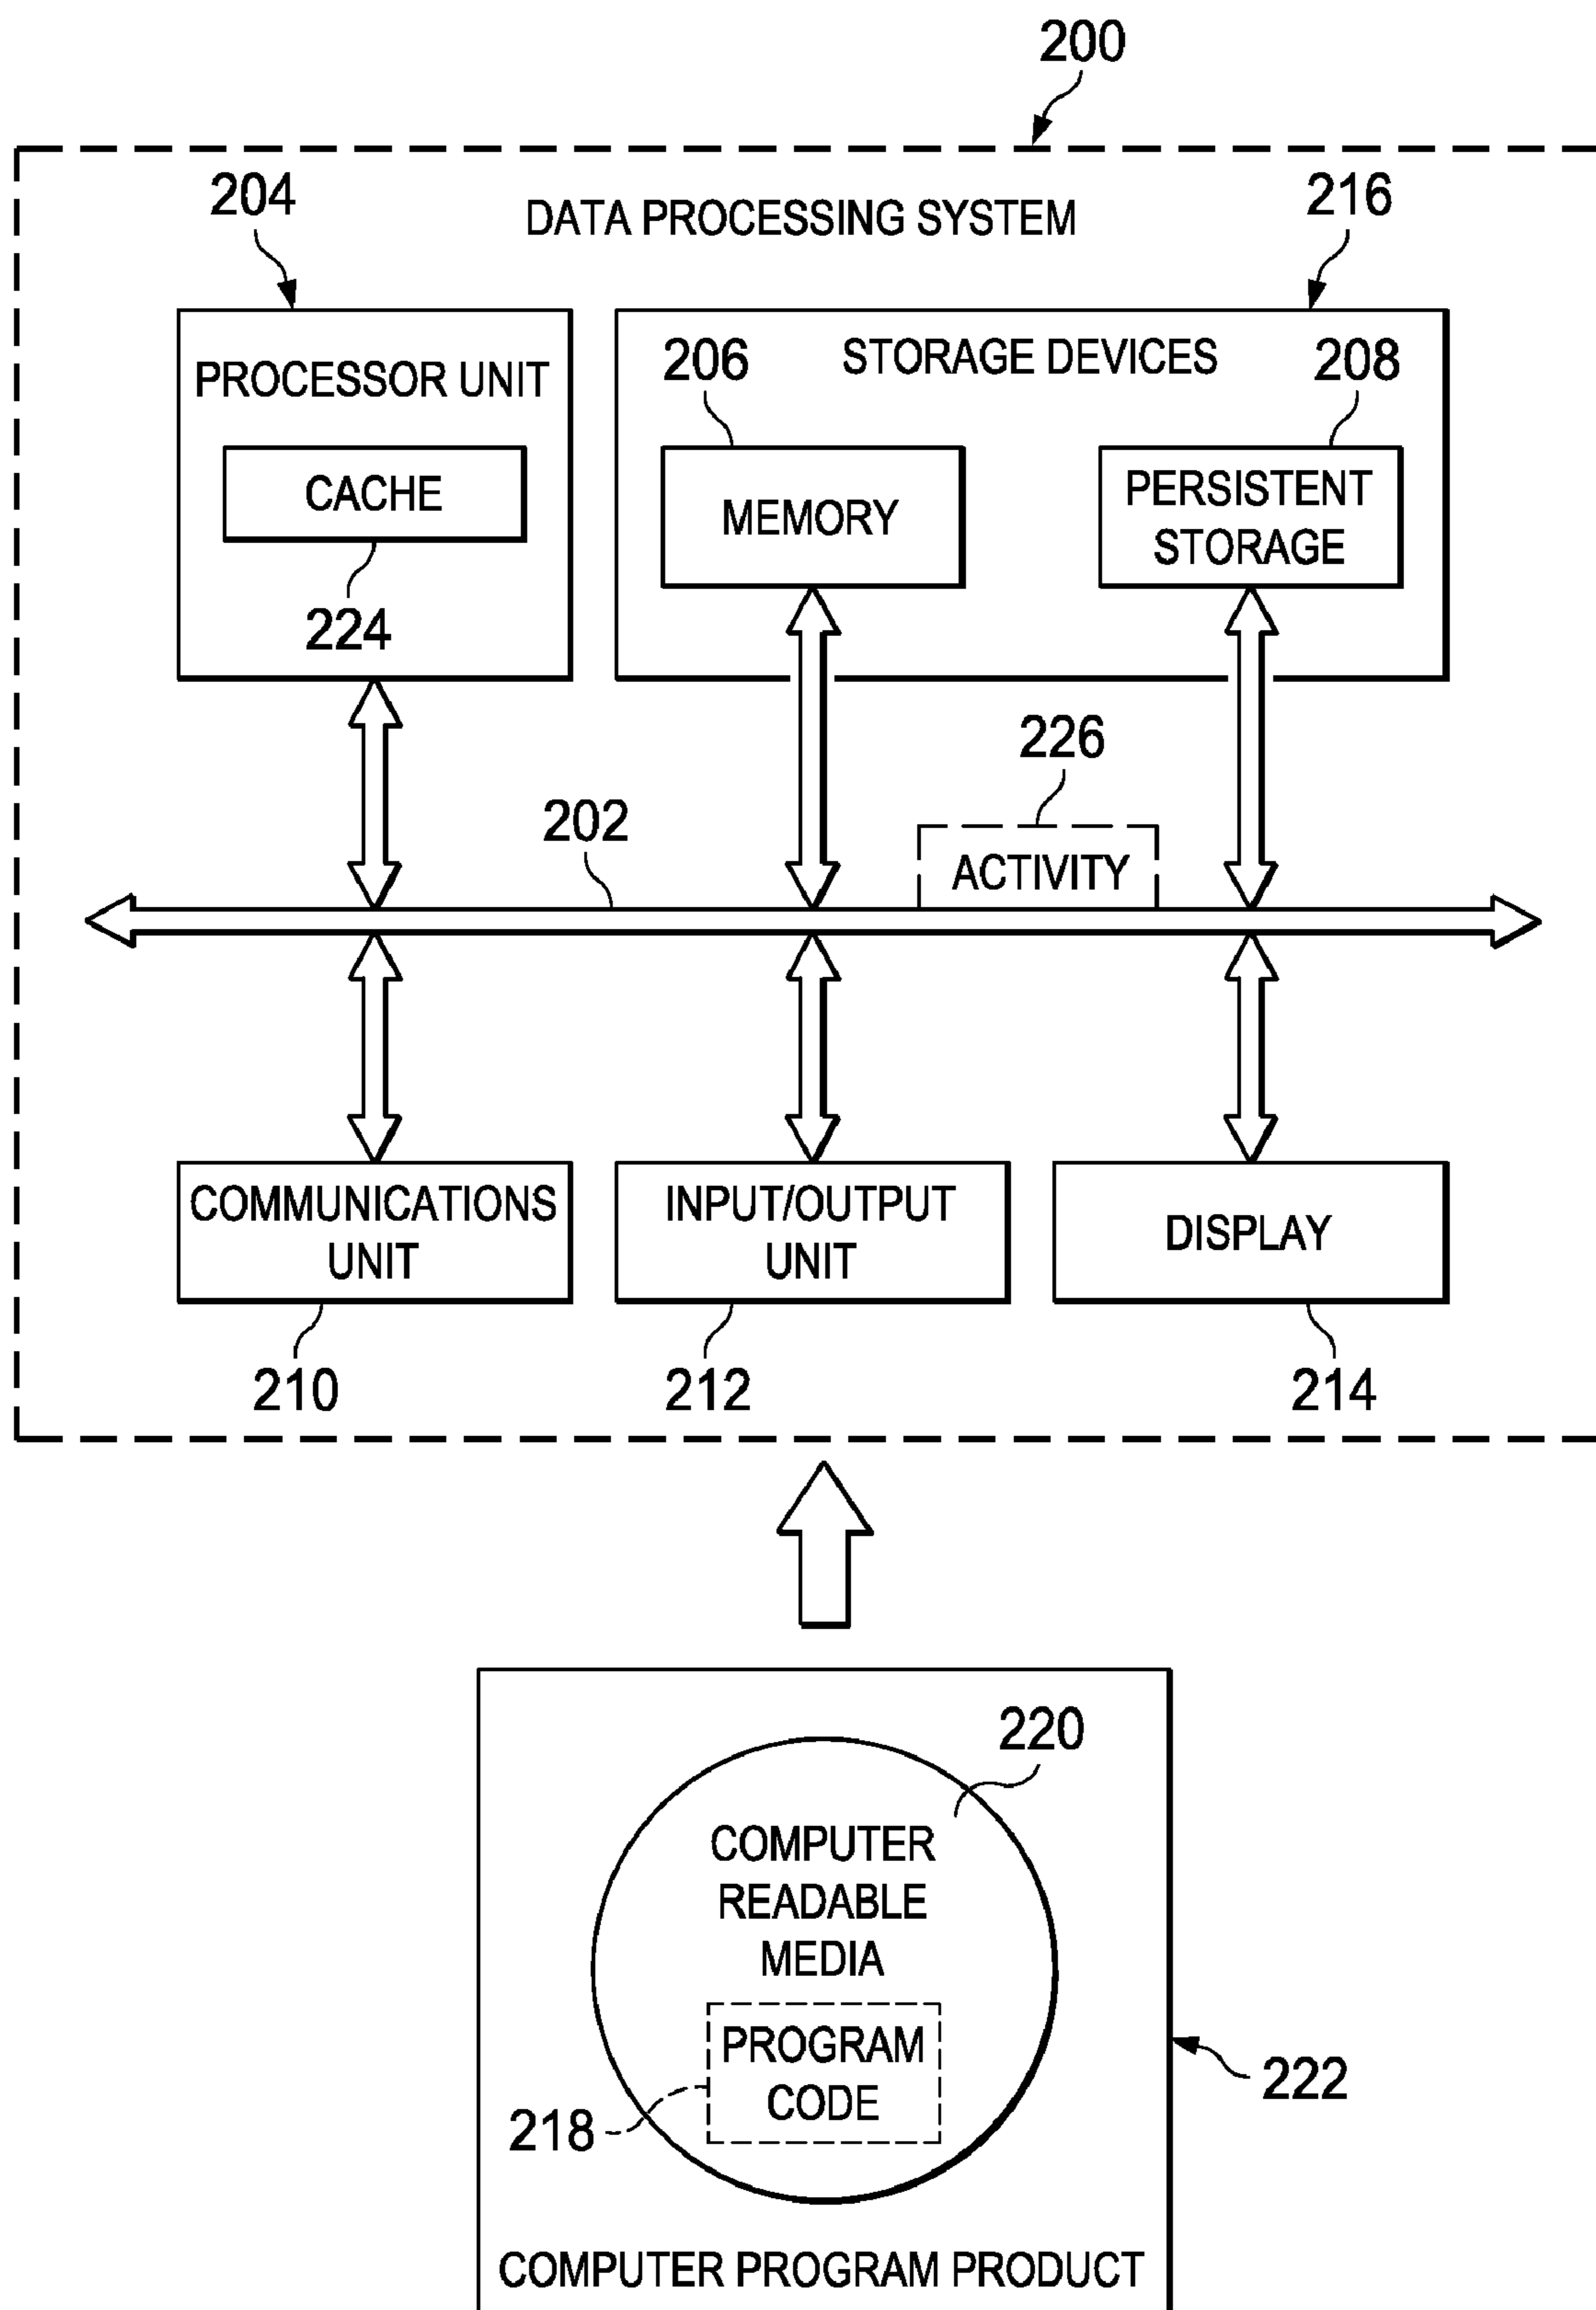 200
204
DATA PROCESSING SYSTEM
216
PROCESSOR UNIT
206
STORAGE DEVICES
208
CACHE
MEMORY
PERSISTENT
STORAGE
224
226
202
ACTIVITY
COMMUNICATIONS
UNIT
INPUT/OUTPUT
UNIT
DISPLAY
210
212
214
220
COMPUTER
READABLE
MEDIA
PROGRAM
CODE
218
222
COMPUTER PROGRAM PRODUCT